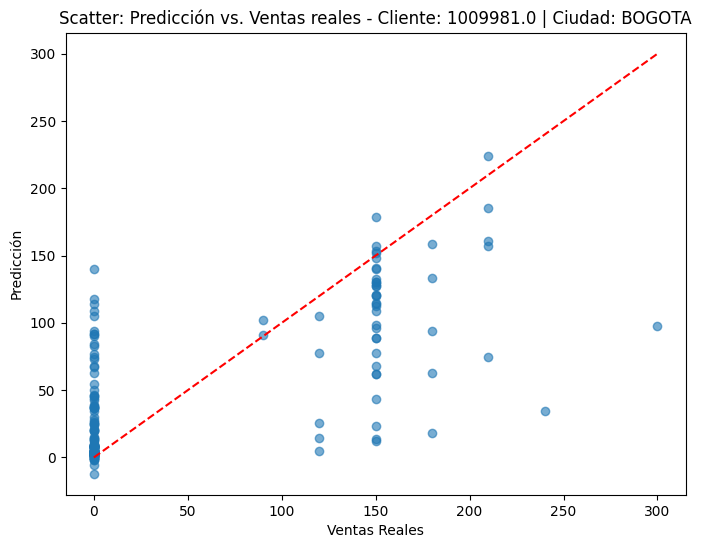 Scatter: Predicción vs. Ventas reales - Cliente: 1009981.0 | Ciudad: BOGOTA
300
250
200
150
100
50
0
Predicción
0 50 100 150 200 250 300
Ventas Reales